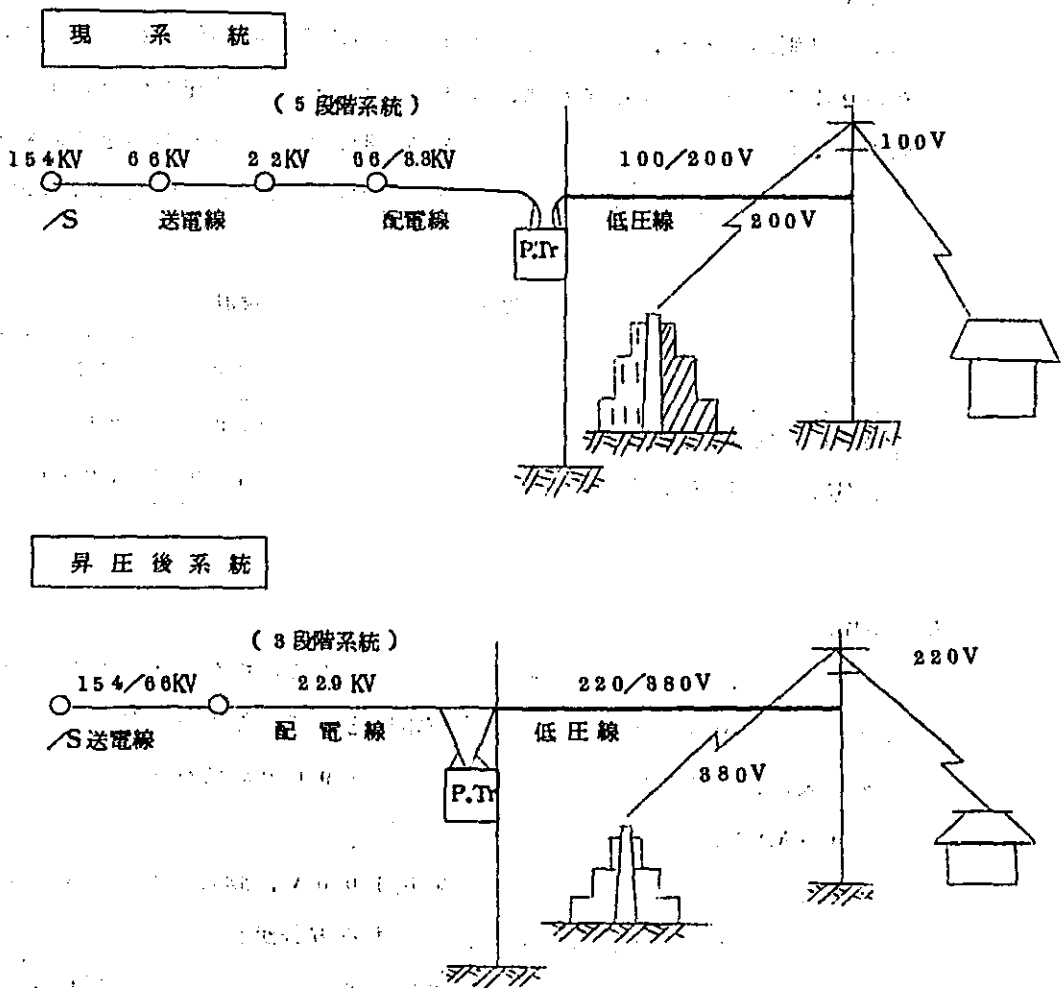 現系統
(5段階系統)
154KV 66KV 22KV 66/3.3KV 100/200V 100V
/S 送電線 配電線 低圧線 200V
P.Tr
昇圧後系統
(3段階系統)
154/66KV 229KV 220/380V 220V
/S送電線 配電線 低圧線
380V
P.Tr